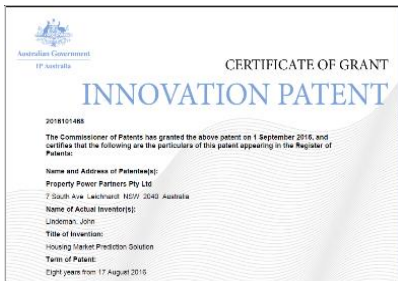 Australian Government
IP Australia
CERTIFICATE OF GRANT
INNOVATION PATENT
2016101468
The Commissioner of Patents has granted the above patent on 1 September 2016, and
certifies that the following are the particulars of this patent appearing in the Register of
Patents:
Name and Address of Patentee(s):
Property Power Partners Pty Ltd
7 South Ave Leichhardt NSW 2040 Australia
Name of Actual Inventor(s):
Lindeman, John
Title of Invention:
Housing Market Prediction Solution
Term of Patent:
Eight years from 17 August 2016